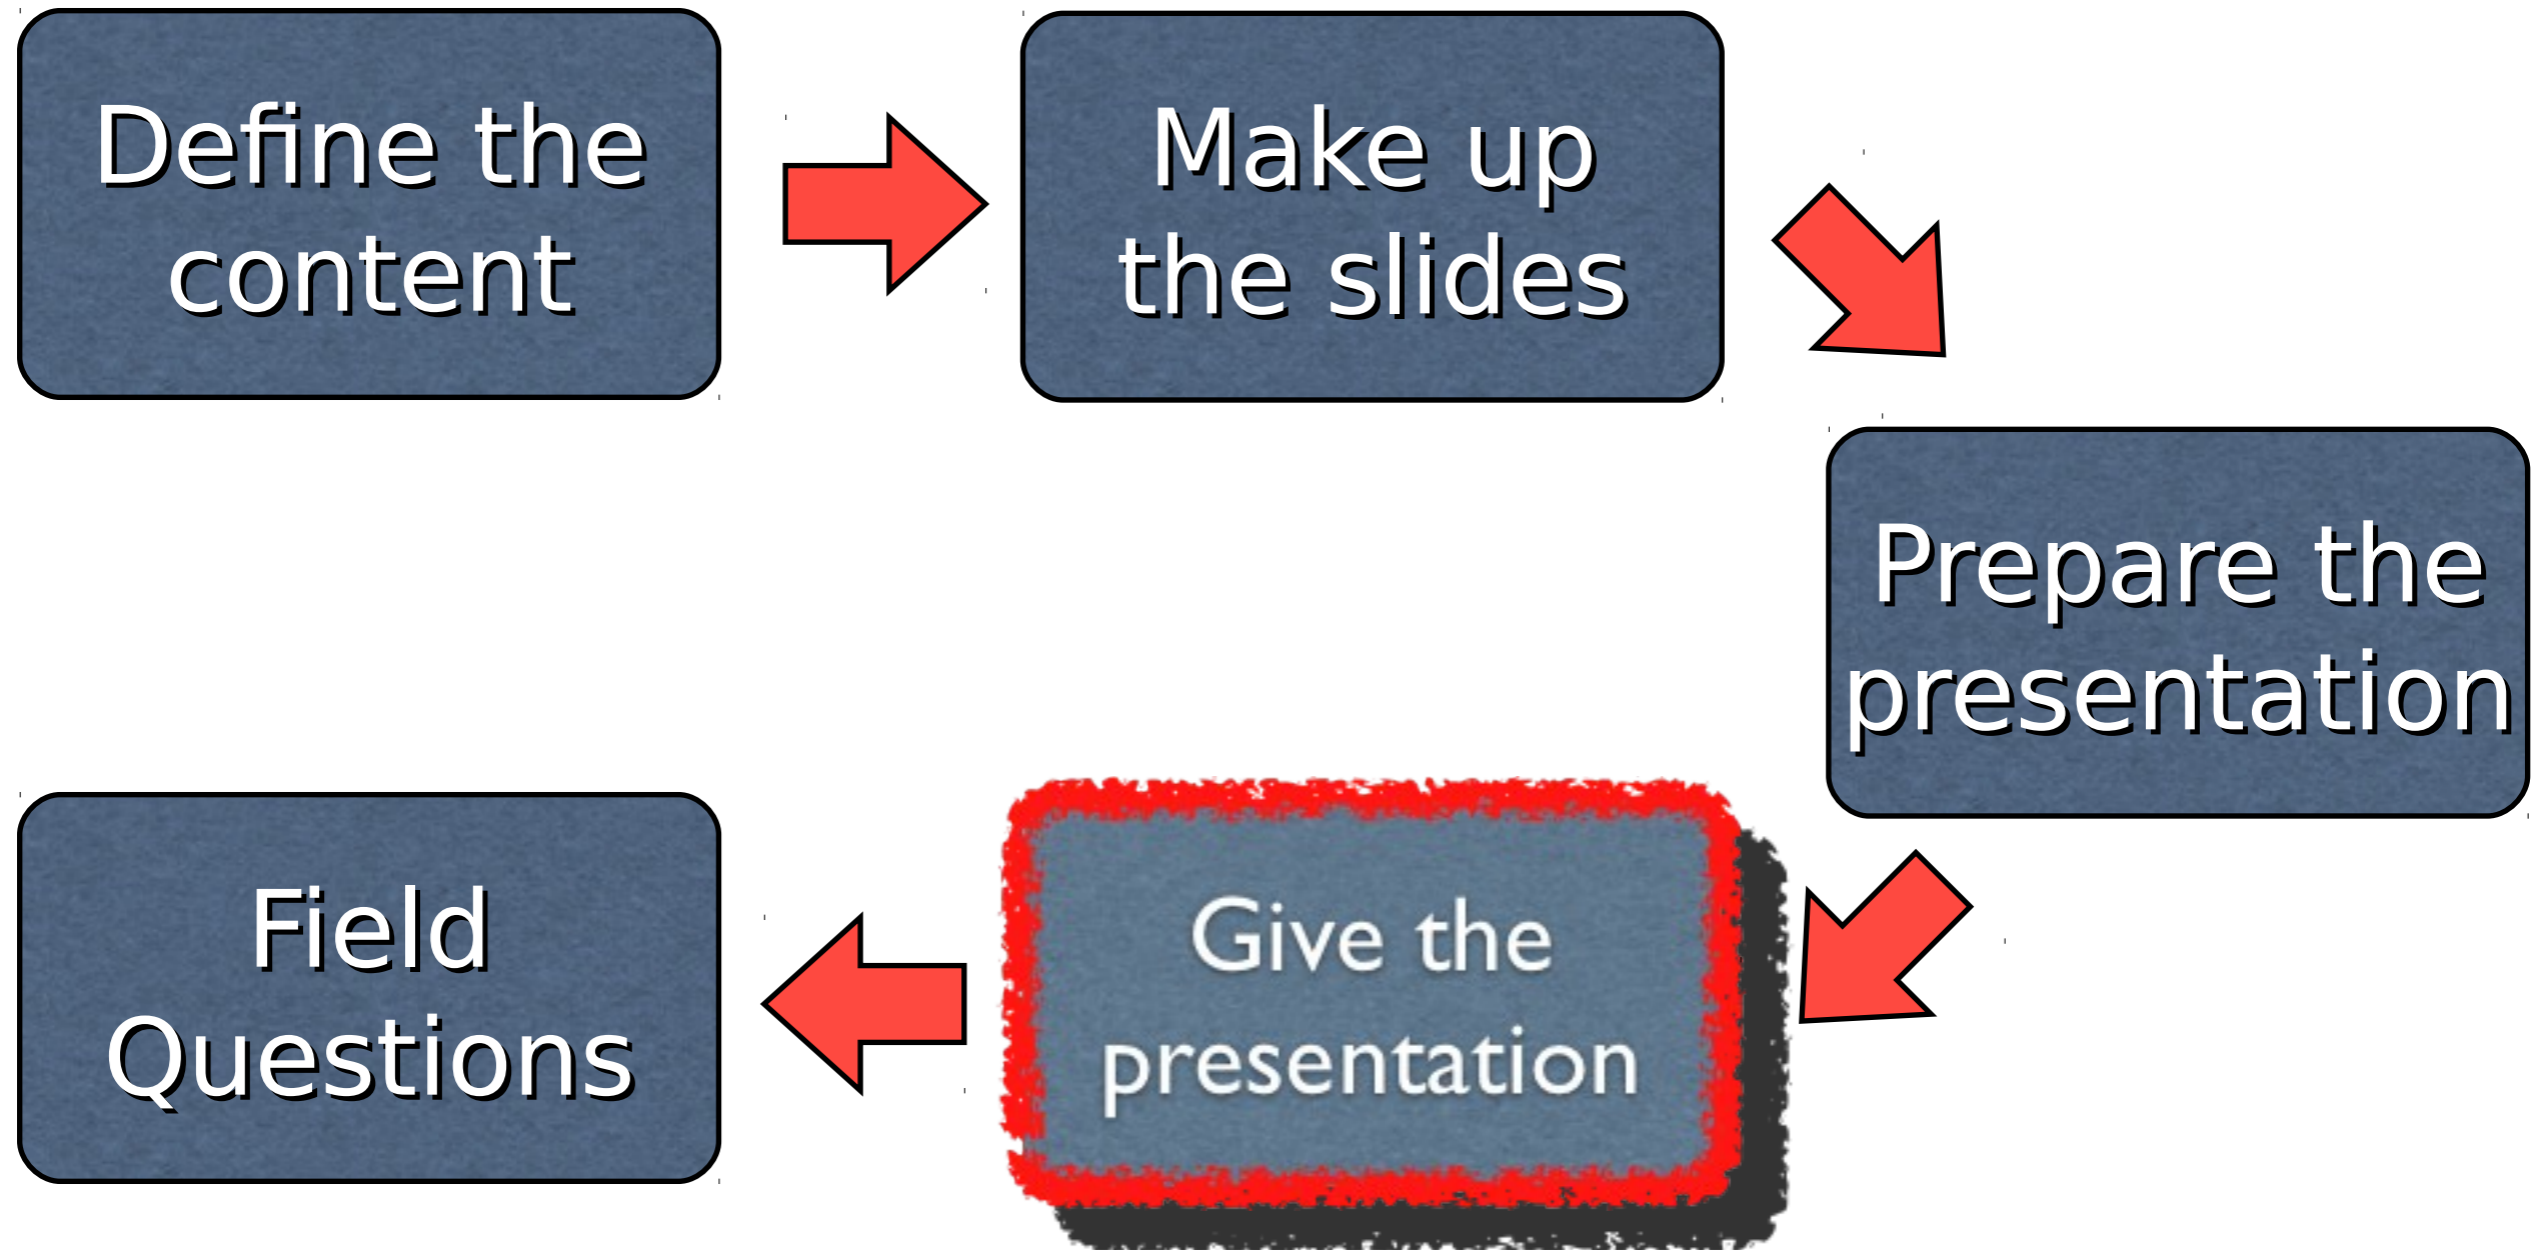 Define the
content
Make up
the slides
Prepare the
presentation
Give the
presentation
Field
Questions